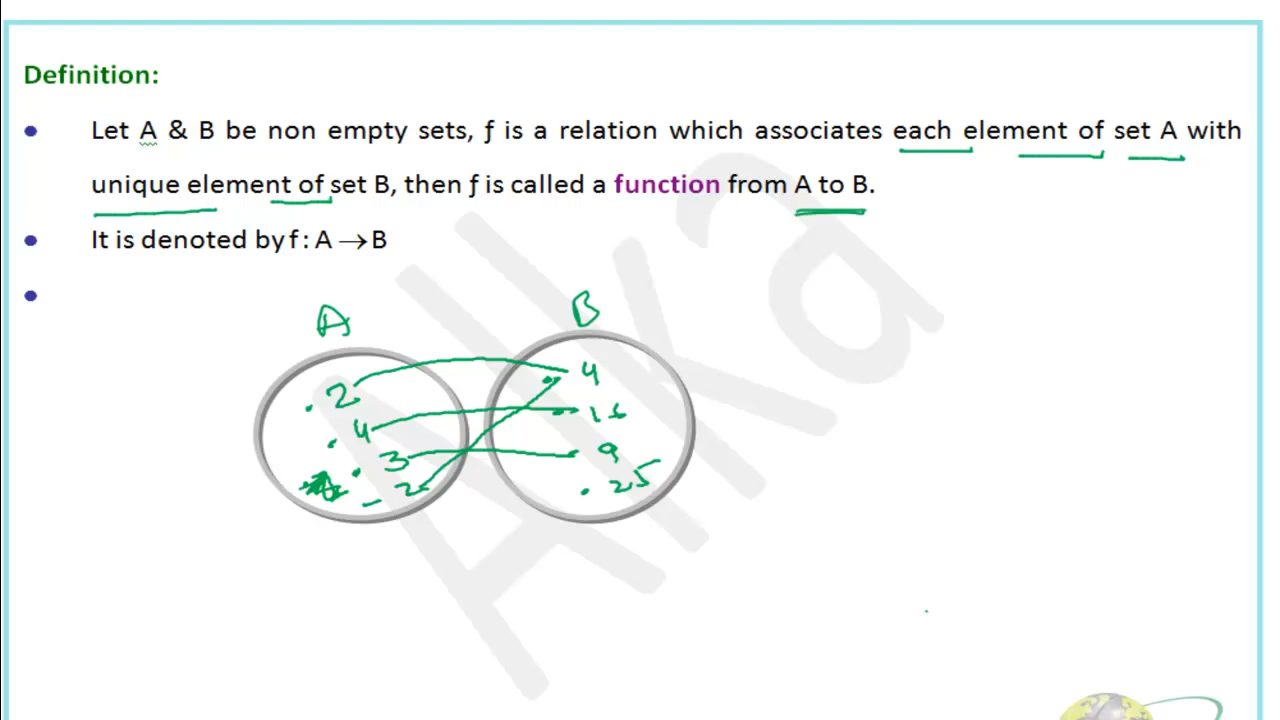 Definition:
Let A & B be non empty sets, ƒ is a relation which associates each element of set A with
unique element of set B, then ƒ is called a function from A to B.
It is denoted by f : A → B
A B
2 4
4 16
3 9
-2 25
Alka